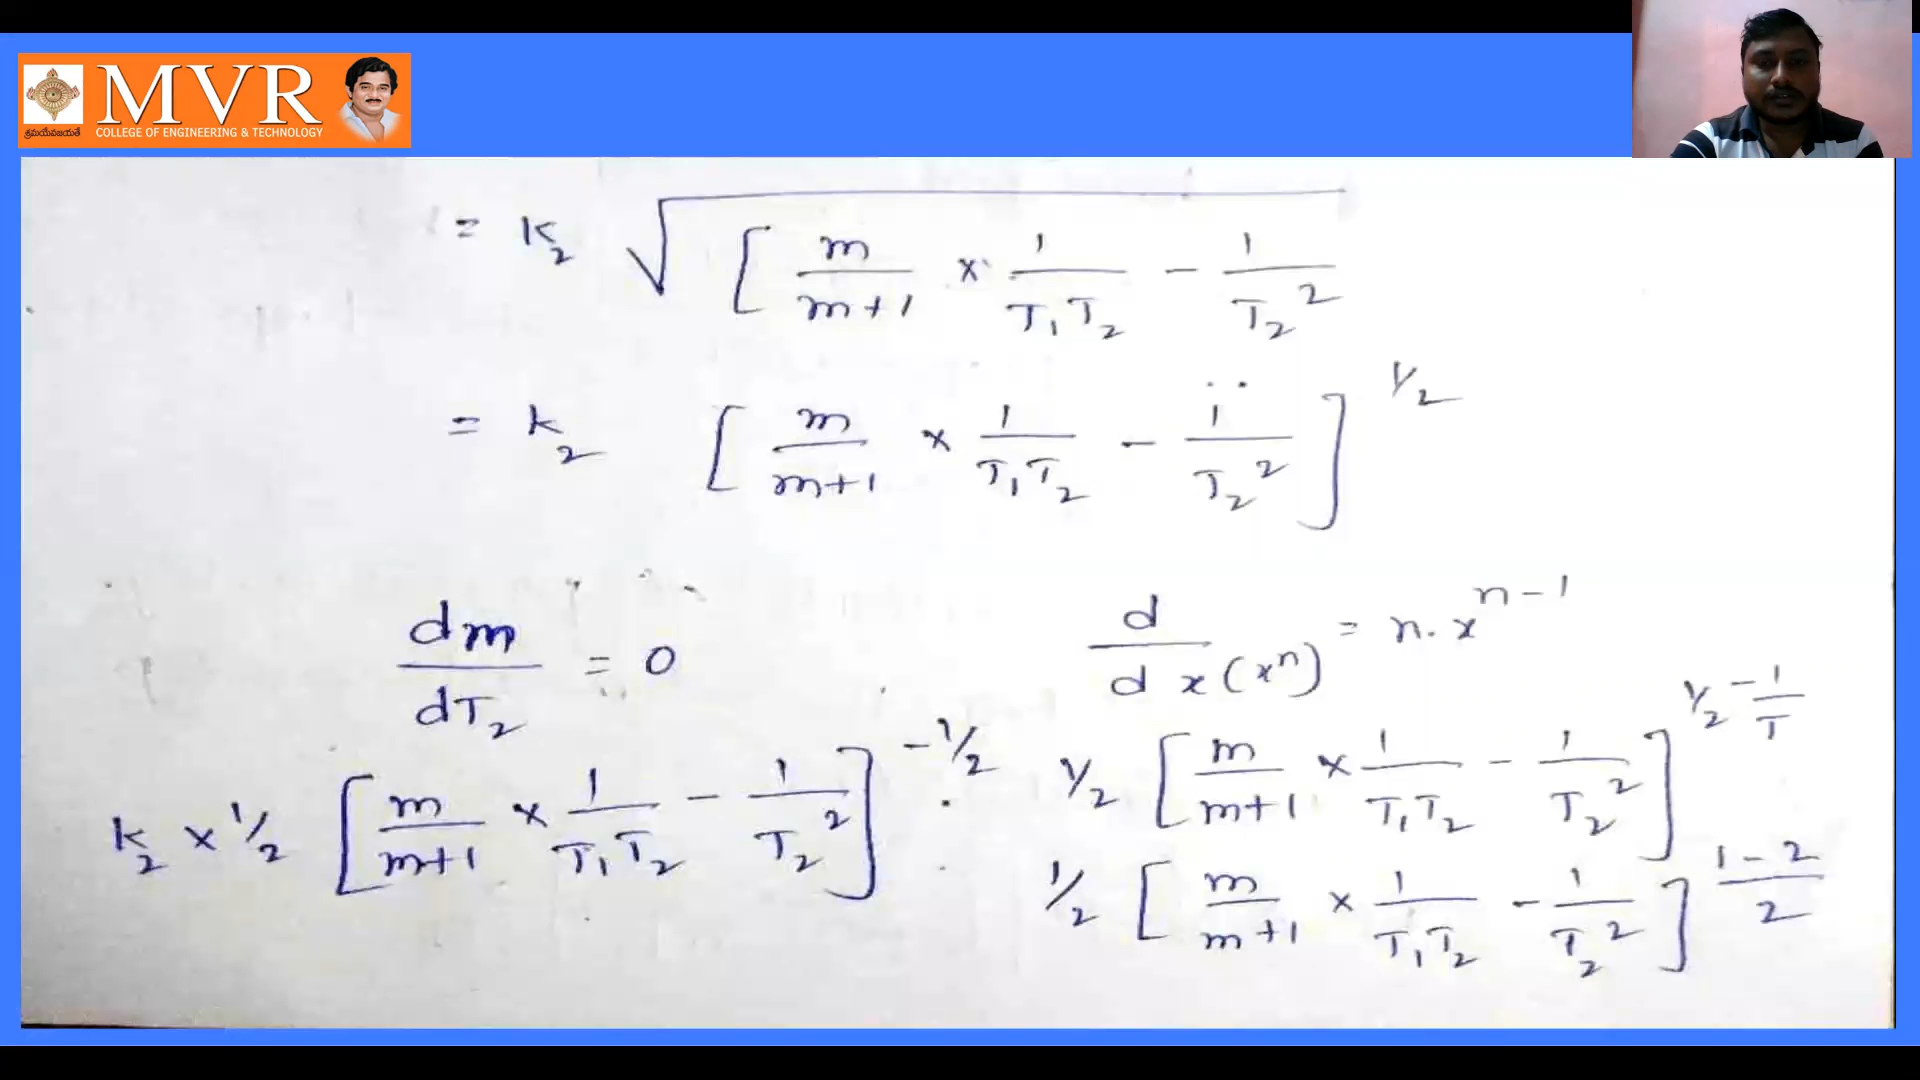 శ్రమయేవజయతే
MVR
COLLEGE OF ENGINEERING & TECHNOLOGY
= K₂ √[ m/m+1 × 1/T₁T₂ − 1/T₂²
= K₂ [ m/m+1 × 1/T₁T₂ − 1/T₂² ]^1/2
dm/dT₂ = 0
d/dx(xⁿ) = n. x^n-1
K₂ × 1/2 [ m/m+1 × 1/T₁T₂ − 1/T₂² ]^-1/2
1/2 [ m/m+1 × 1/T₁T₂ − 1/T₂² ]^1/2 - 1/T
1/2 [ m/m+1 × 1/T₁T₂ − 1/T₂² ]^1-2/2